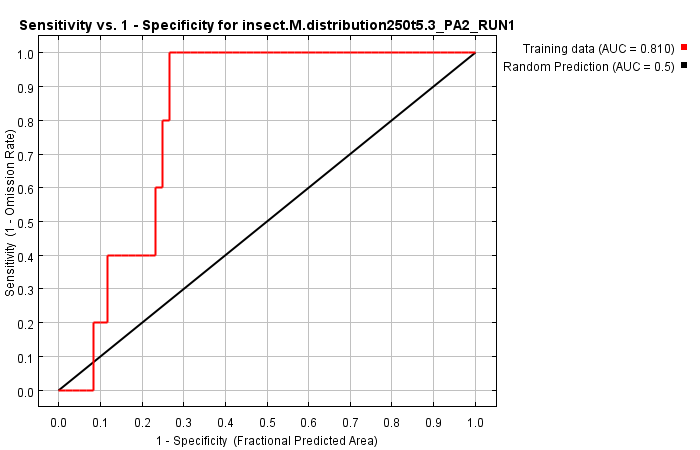 Sensitivity vs. 1 - Specificity for insect.M.distribution250t5.3_PA2_RUN1
Training data (AUC = 0.810)
Random Prediction (AUC = 0.5)
Sensitivity (1 - Omission Rate)
1.0
0.9
0.8
0.7
0.6
0.5
0.4
0.3
0.2
0.1
0.0
0.0 0.1 0.2 0.3 0.4 0.5 0.6 0.7 0.8 0.9 1.0
1 - Specificity (Fractional Predicted Area)